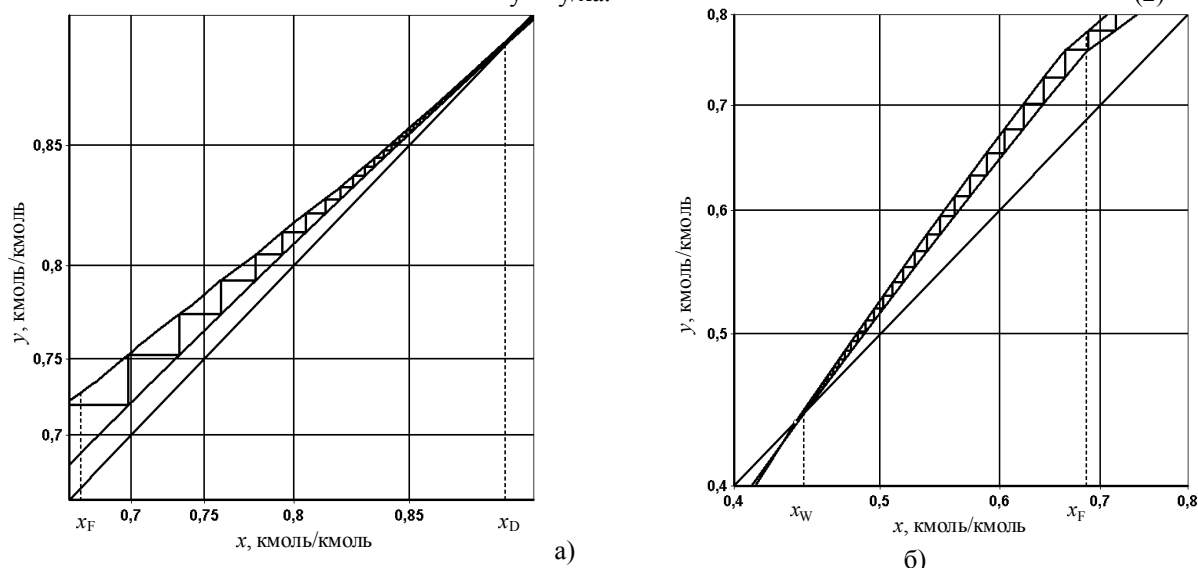 (2)
0,85
0,8
0,75
0,7
y, кмоль/кмоль
xF 0,7 0,75 0,8 0,85 xD
x, кмоль/кмоль
а)
0,8
0,7
0,6
0,5
0,4
y, кмоль/кмоль
0,4 xW 0,5 0,6 xF 0,7 0,8
x, кмоль/кмоль
б)